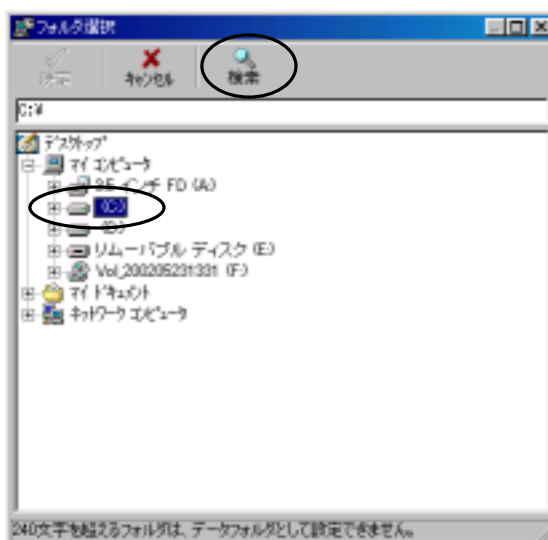 フォルダ選択
決定 キャンセル 検索
C:¥
デスクトップ
マイ コンピュータ
3.5 インチ FD (A:)
(C:)
(D:)
リムーバブル ディスク (E:)
Vol_200205231331 (F:)
マイ ドキュメント
ネットワーク コンピュータ
240文字を超えるフォルダは、データフォルダとして設定できません。